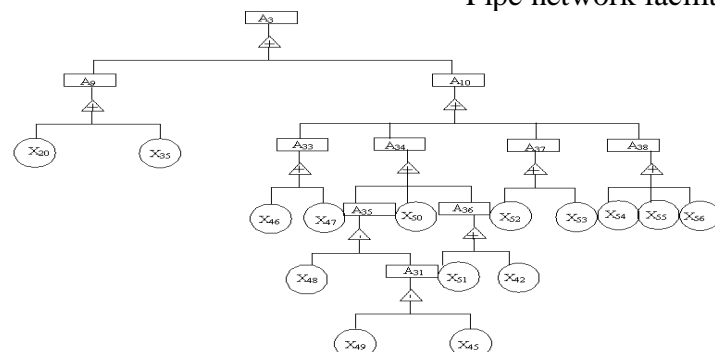 Pipe network facilit
A3
+
A9
A10
+
+
X20
X35
A33
A34
A37
A38
+
+
+
+
X46
X47
A35
X50
A36
X52
X53
X54
X55
X56
.
+
X48
A31
X51
X42
.
X49
X45